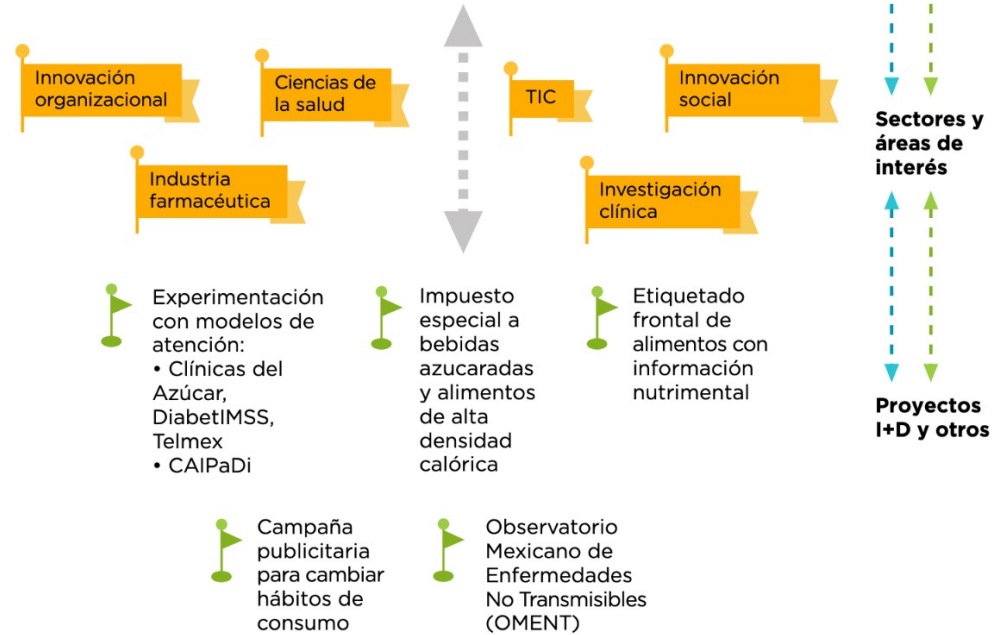 Innovación
organizacional
Ciencias de
la salud
TIC
Innovación
social
Industria
farmacéutica
Investigación
clínica
Sectores y
áreas de
interés
Experimentación
con modelos de
atención:
• Clínicas del
Azúcar,
DiabetIMSS,
Telmex
• CAIPaDi
Impuesto
especial a
bebidas
azucaradas
y alimentos
de alta
densidad
calórica
Etiquetado
frontal de
alimentos con
información
nutrimental
Proyectos
I+D y otros
Campaña
publicitaria
para cambiar
hábitos de
consumo
Observatorio
Mexicano de
Enfermedades
No Transmisibles
(OMENT)